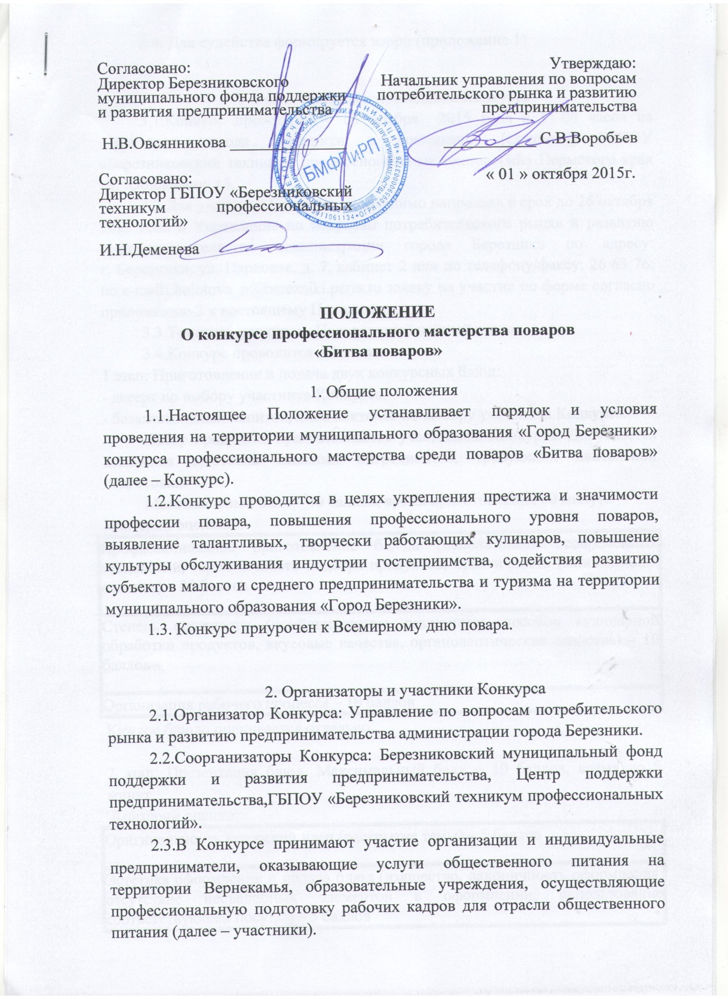 Согласовано:
Директор Березниковского
муниципального фонда поддержки
и развития предпринимательства
Н.В.Овсянникова
Утверждаю:
Начальник управления по вопросам
потребительского рынка и развитию
предпринимательства
С.В.Воробьев
« 01 » октября 2015г.
БМФПиРП
Согласовано:
Директор ГБПОУ «Березниковский
техникум профессиональных
технологий»
И.Н.Деменева
ПОЛОЖЕНИЕ
О конкурсе профессионального мастерства поваров
«Битва поваров»
1. Общие положения
1.1.Настоящее Положение устанавливает порядок и условия
проведения на территории муниципального образования «Город Березники»
конкурса профессионального мастерства среди поваров «Битва поваров»
(далее – Конкурс).
1.2.Конкурс проводится в целях укрепления престижа и значимости
профессии повара, повышения профессионального уровня поваров,
выявление талантливых, творчески работающих кулинаров, повышение
культуры обслуживания индустрии гостеприимства, содействия развитию
субъектов малого и среднего предпринимательства и туризма на территории
муниципального образования «Город Березники».
1.3. Конкурс приурочен к Всемирному дню повара.
2. Организаторы и участники Конкурса
2.1.Организатор Конкурса: Управление по вопросам потребительского
рынка и развитию предпринимательства администрации города Березники.
2.2.Соорганизаторы Конкурса: Березниковский муниципальный фонд
поддержки и развития предпринимательства, Центр поддержки
предпринимательства,ГБПОУ «Березниковский техникум профессиональных
технологий».
2.3.В Конкурсе принимают участие организации и индивидуальные
предприниматели, оказывающие услуги общественного питания на
территории Вернекамья, образовательные учреждения, осуществляющие
профессиональную подготовку рабочих кадров для отрасли общественного
питания (далее – участники).